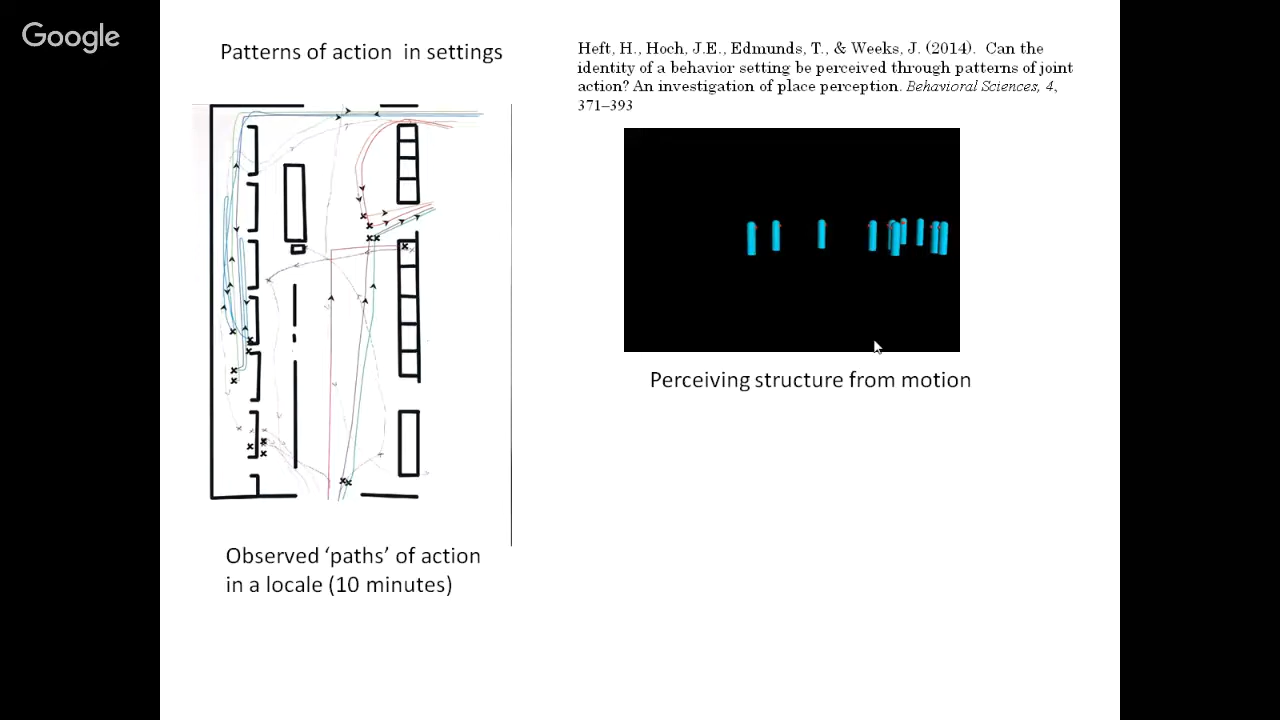 Google
Patterns of action in settings
Heft, H., Hoch, J.E., Edmunds, T., & Weeks, J. (2014). Can the
identity of a behavior setting be perceived through patterns of joint
action? An investigation of place perception. Behavioral Sciences, 4,
371–393
Perceiving structure from motion
Observed ‘paths’ of action
in a locale (10 minutes)